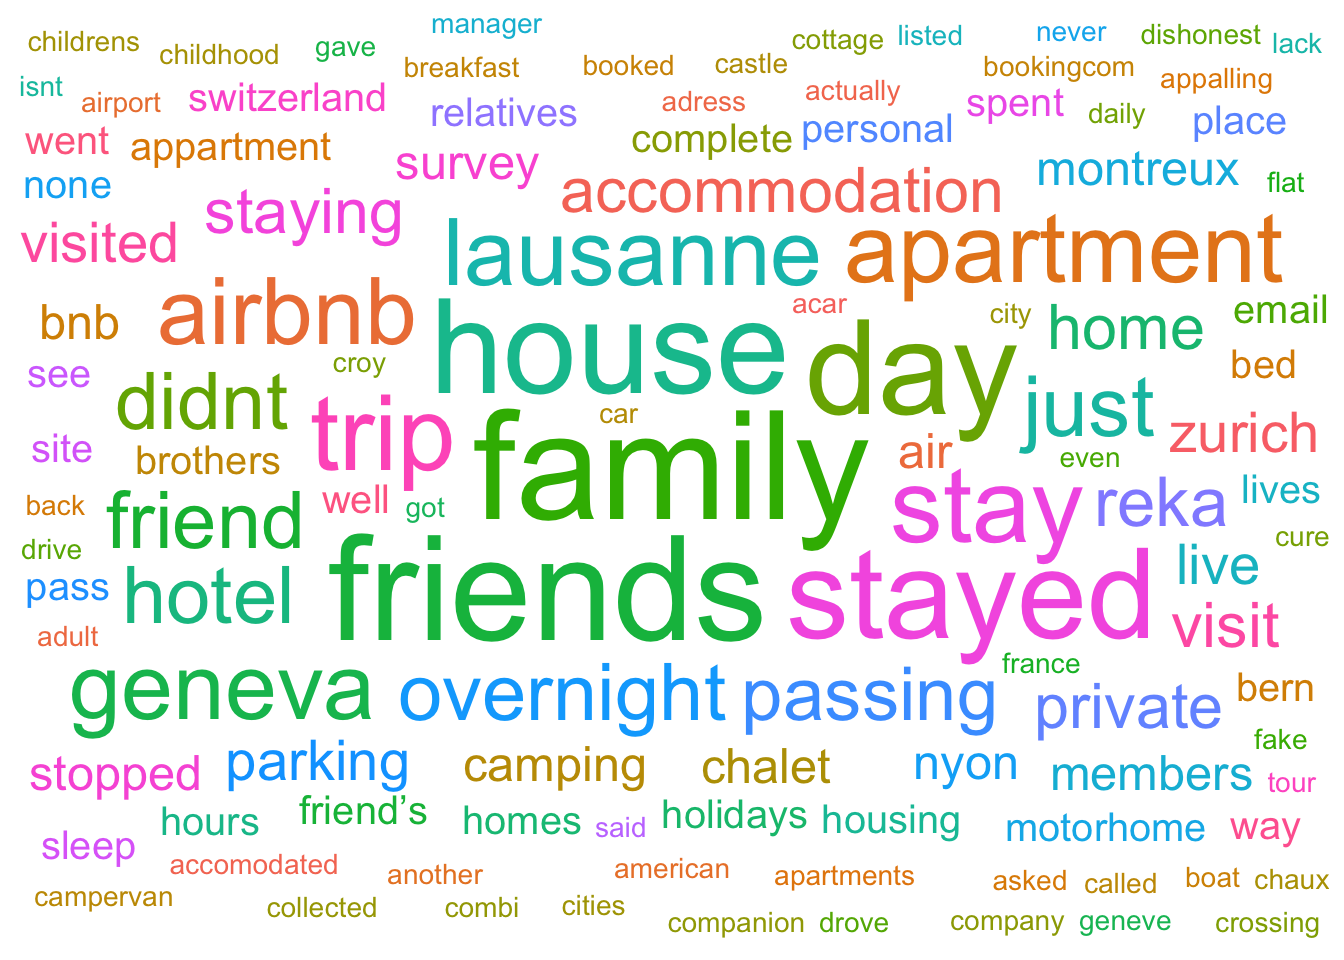 manager
childrens childhood gave cottage listed never dishonest lack
breakfast booked castle bookingcom appalling
isnt airport switzerland relatives adress actually spent daily place
went appartment survey complete personal montreux
none staying accommodation flat
visited lausanne apartment
bnb airbnb house acar day city home email
see croy bed
didnt trip family car just zurich
site brothers air even
back friend well got stay reka lives
drive cure
pass hotel friends stayed live visit
adult
geneva overnight passing france private bern
fake
stopped parking camping chalet nyon members tour
sleep hours friend’s homes said holidays housing motorhome way
accomodated another american apartments asked called boat chaux
campervan collected combi cities companion drove company geneve crossing